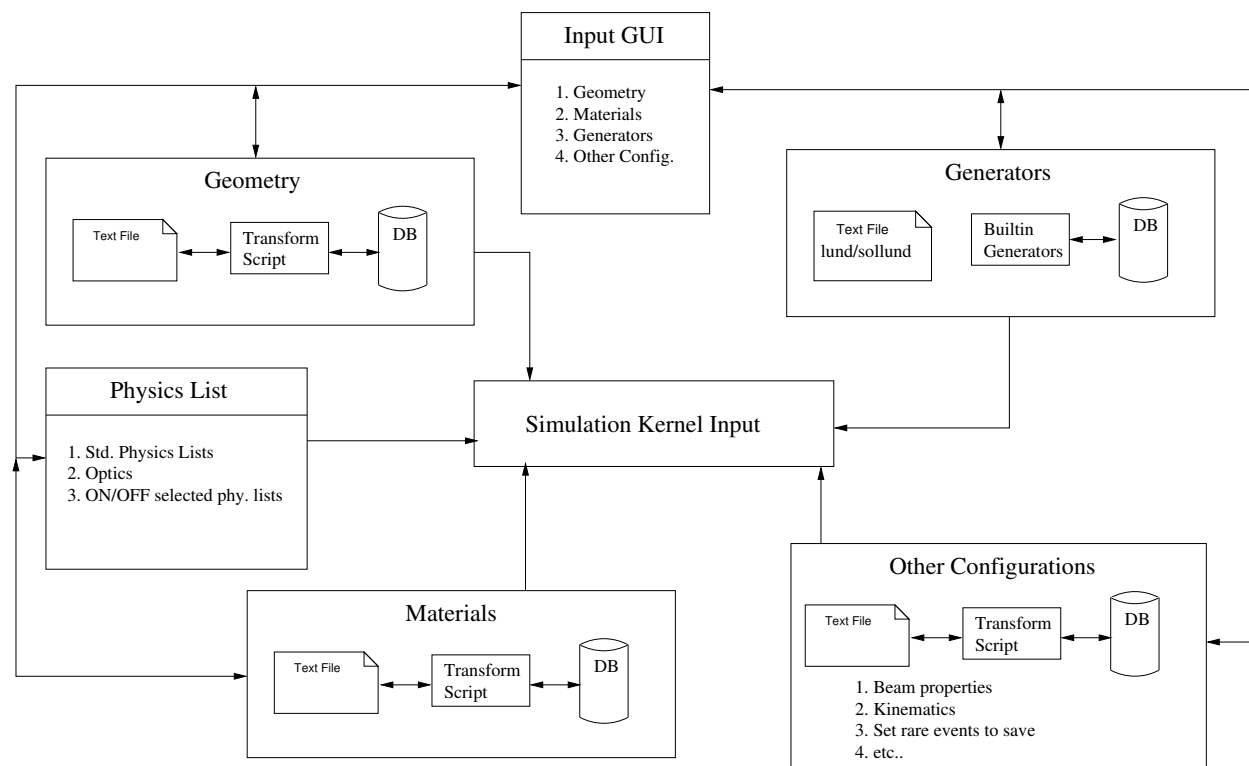 Input GUI
1. Geometry
2. Materials
3. Generators
4. Other Config.
Geometry
Text File
Transform
Script
DB
Generators
Text File
lund/sollund
Builtin
Generators
DB
Physics List
1. Std. Physics Lists
2. Optics
3. ON/OFF selected phy. lists
Simulation Kernel Input
Materials
Text File
Transform
Script
DB
Other Configurations
Text File
Transform
Script
DB
1. Beam properties
2. Kinematics
3. Set rare events to save
4. etc..